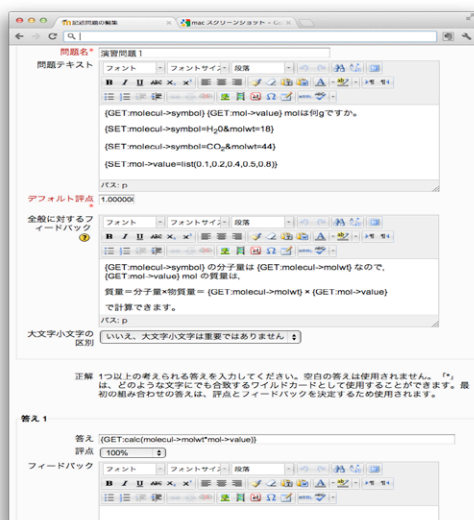 記述問題の編集
mac スクリーンショット - Go
問題名* 演習問題 1
問題テキスト
フォント フォントサイズ 段落
{GET:molecul->symbol} {GET:mol->value} molは何gですか。
{SET:molecul->symbol=H₂0&molwt=18}
{SET:molecul->symbol=CO₂&molwt=44}
{SET:mol->value=list(0.1,0.2,0.4,0.5,0.8)}
パス: p
デフォルト評点* 1.000000
全般に対するフィードバック
フォント フォントサイズ 段落
{GET:molecul->symbol} の分子量は {GET:molecul->molwt} なので、
{GET:mol->value} mol の質量は、
質量＝分子量×物質量＝ {GET:molecul->molwt} × {GET:mol->value}
で計算できます。
パス: p
大文字小文字の区別 いいえ、大文字小文字は重要ではありません
正解 1つ以上の考えられる答えを入力してください。空白の答えは使用されません。「*」
は、どのような文字にでも合致するワイルドカードとして使用することができます。最
初の組み合わせの答えは、評点とフィードバックを決定するため使用されます。
答え 1
答え {GET:calc(molecul->molwt*mol->value)}
評点 100%
フィードバック
フォント フォントサイズ 段落